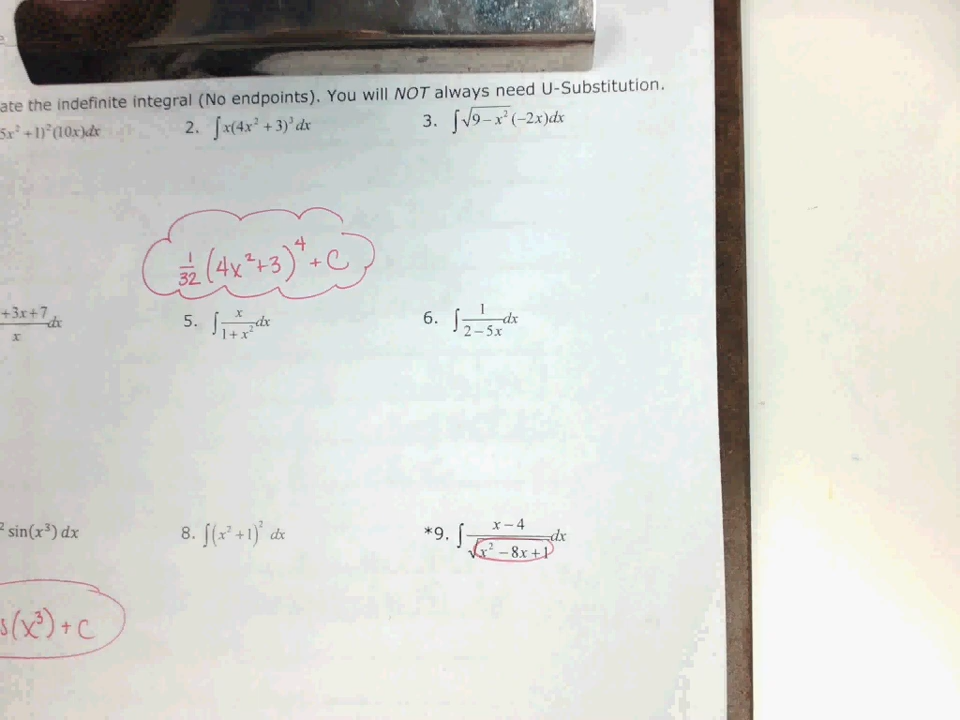 ate the indefinite integral (No endpoints). You will NOT always need U-Substitution.
5x² + 1)²(10x)dx 2. ∫x(4x² + 3)³ dx 3. ∫√(9 − x²) (−2x)dx
1/32 (4x²+3)⁴ + C
+3x+7/x dx 5. ∫ x/(1 + x²) dx 6. ∫ 1/(2 − 5x) dx
² sin(x³) dx 8. ∫(x² + 1)² dx *9. ∫ (x − 4)/√(x² − 8x + 1) dx
s(x³) + C